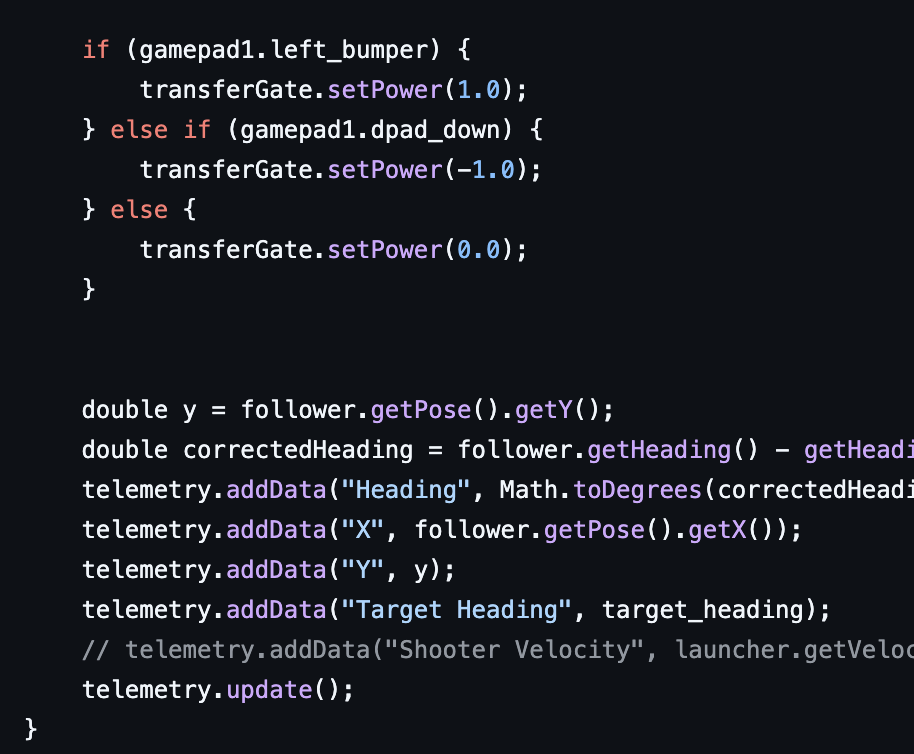 if (gamepad1.left_bumper) {
transferGate.setPower(1.0);
} else if (gamepad1.dpad_down) {
transferGate.setPower(-1.0);
} else {
transferGate.setPower(0.0);
}
double y = follower.getPose().getY();
double correctedHeading = follower.getHeading() - getHeadi
telemetry.addData("Heading", Math.toDegrees(correctedHeadi
telemetry.addData("X", follower.getPose().getX());
telemetry.addData("Y", y);
telemetry.addData("Target Heading", target_heading);
// telemetry.addData("Shooter Velocity", launcher.getVeloc
telemetry.update();
}